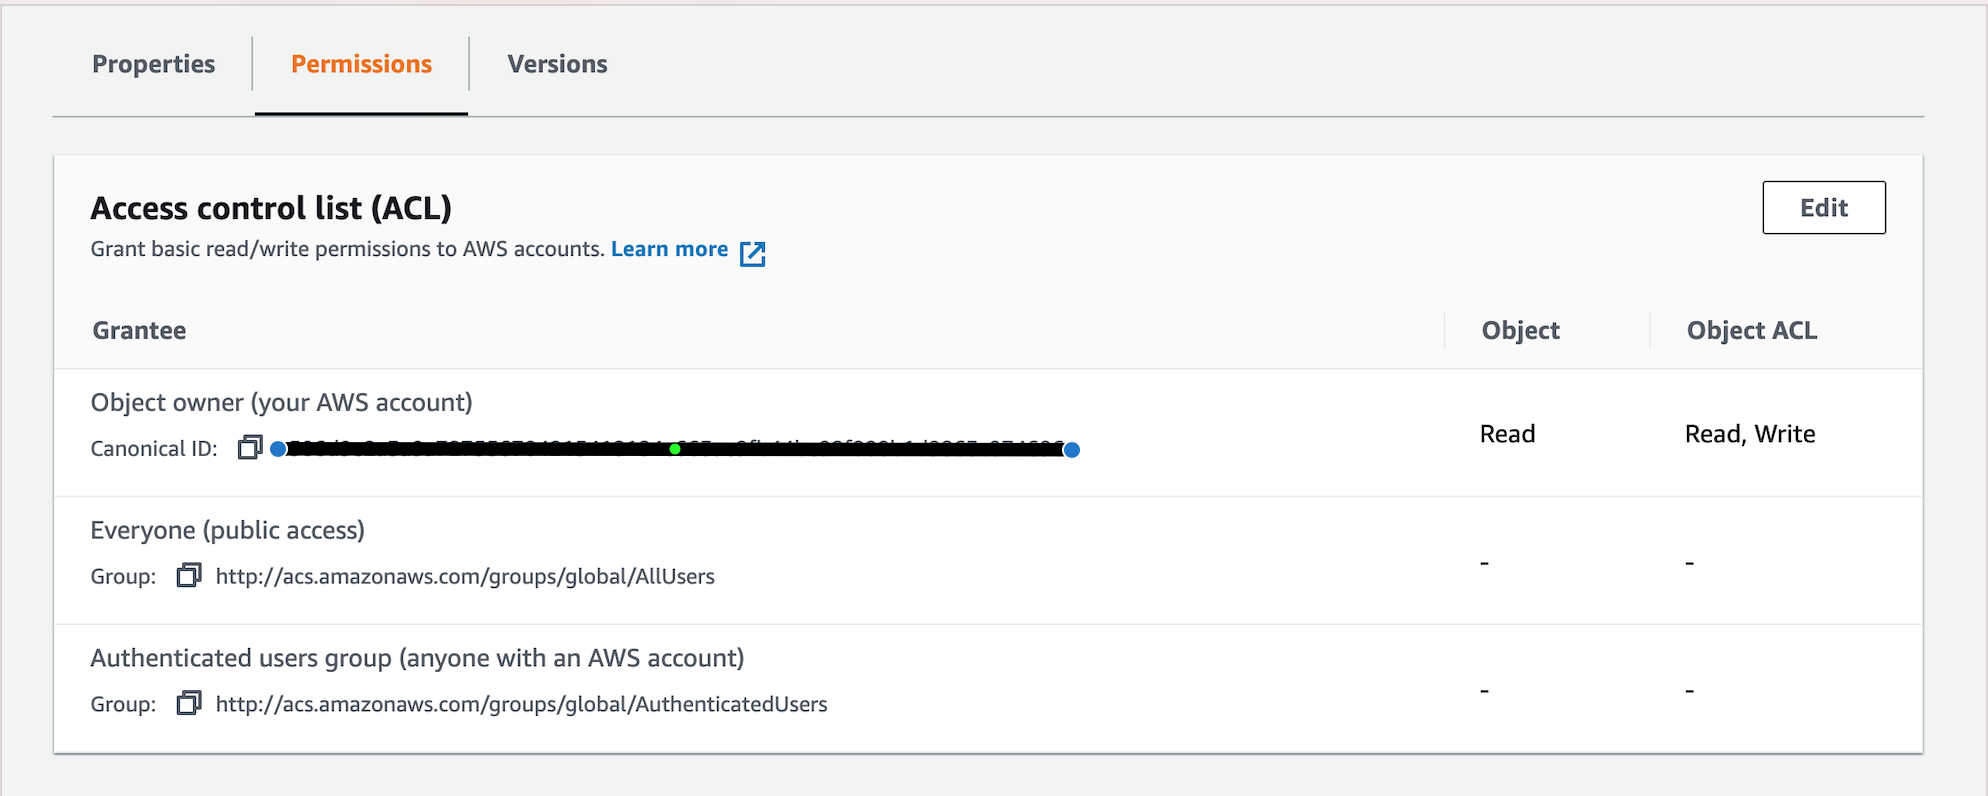 Properties
Permissions
Versions
Access control list (ACL)
Edit
Grant basic read/write permissions to AWS accounts. Learn more
Grantee
Object
Object ACL
Object owner (your AWS account)
Canonical ID:
Read
Read, Write
Everyone (public access)
Group: http://acs.amazonaws.com/groups/global/AllUsers
-
-
Authenticated users group (anyone with an AWS account)
Group: http://acs.amazonaws.com/groups/global/AuthenticatedUsers
-
-